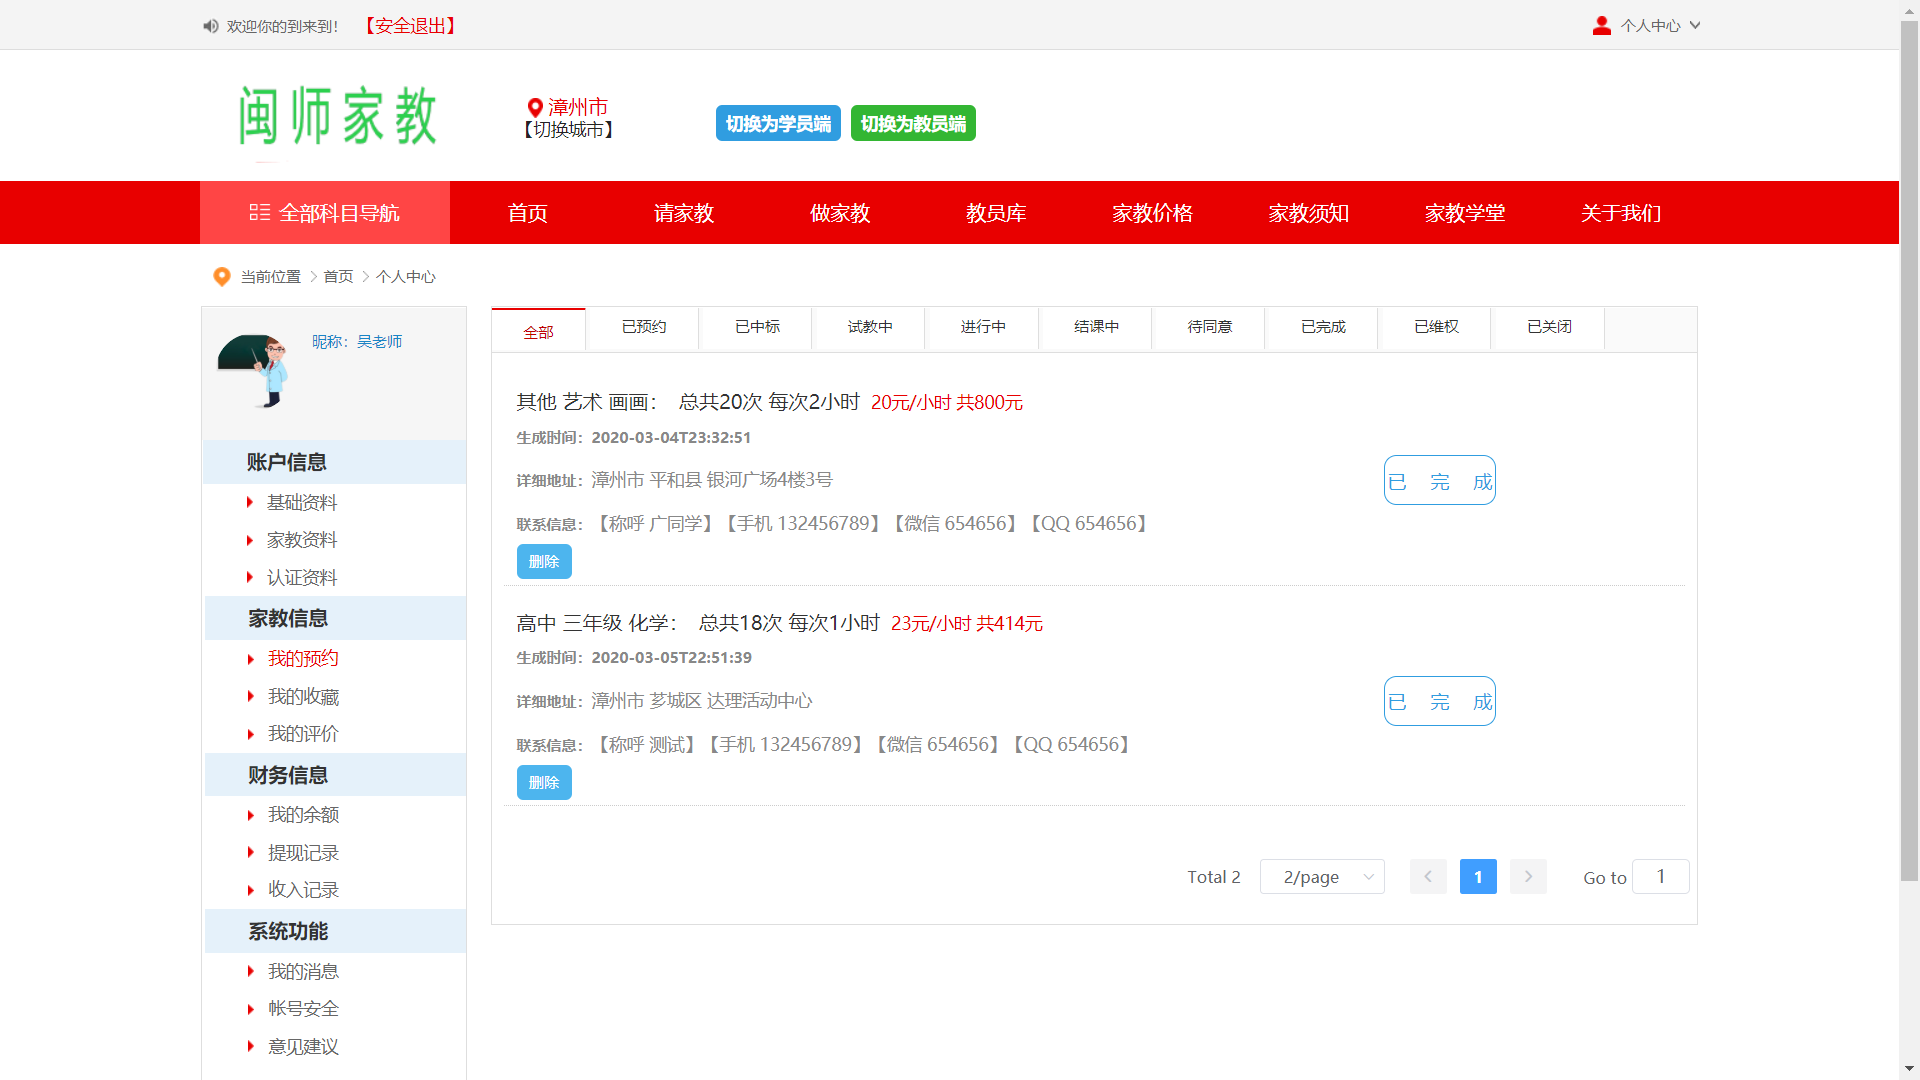 欢迎你的到来到！ 【安全退出】 个人中心
闽师家教
漳州市
【切换城市】
切换为学员端 切换为教员端
全部科目导航 首页 请家教 做家教 教员库 家教价格 家教须知 家教学堂 关于我们
当前位置 首页 个人中心
昵称：吴老师
账户信息
基础资料
家教资料
认证资料
家教信息
我的预约
我的收藏
我的评价
财务信息
我的余额
提现记录
收入记录
系统功能
我的消息
帐号安全
意见建议
全部 已预约 已中标 试教中 进行中 结课中 待同意 已完成 已维权 已关闭
其他 艺术 画画： 总共20次 每次2小时 20元/小时 共800元
生成时间：2020-03-04T23:32:51
详细地址：漳州市 平和县 银河广场4楼3号
已 完 成
联系信息：【称呼 广同学】【手机 132456789】【微信 654656】【QQ 654656】
删除
高中 三年级 化学： 总共18次 每次1小时 23元/小时 共414元
生成时间：2020-03-05T22:51:39
详细地址：漳州市 芗城区 达理活动中心
已 完 成
联系信息：【称呼 测试】【手机 132456789】【微信 654656】【QQ 654656】
删除
Total 2 2/page 1 Go to 1